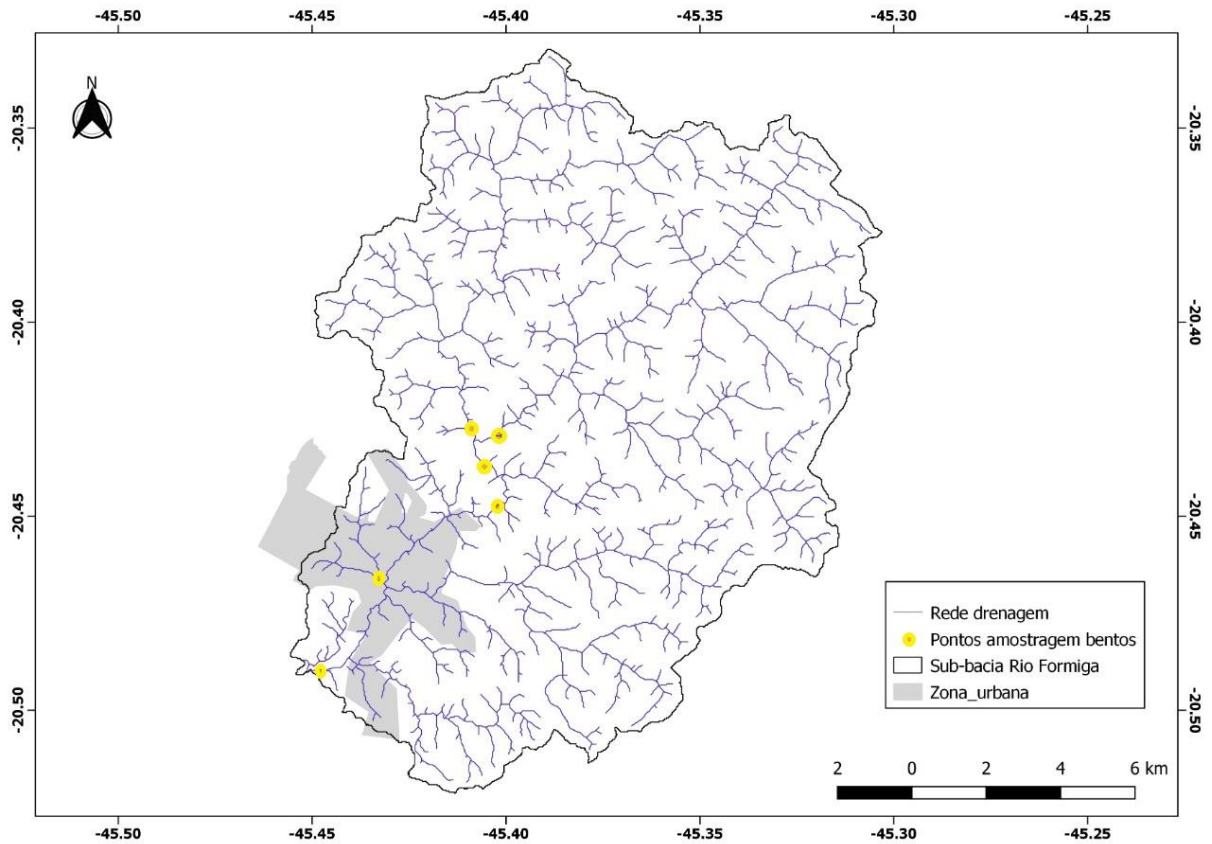 -45.50 -45.45 -45.40 -45.35 -45.30 -45.25
N
-20.35 -20.35
-20.40 -20.40
-20.45 -20.45
Rede drenagem
Pontos amostragem bentos
Sub-bacia Rio Formiga
Zona_urbana
-20.50 -20.50
2 0 2 4 6 km
-45.50 -45.45 -45.40 -45.35 -45.30 -45.25